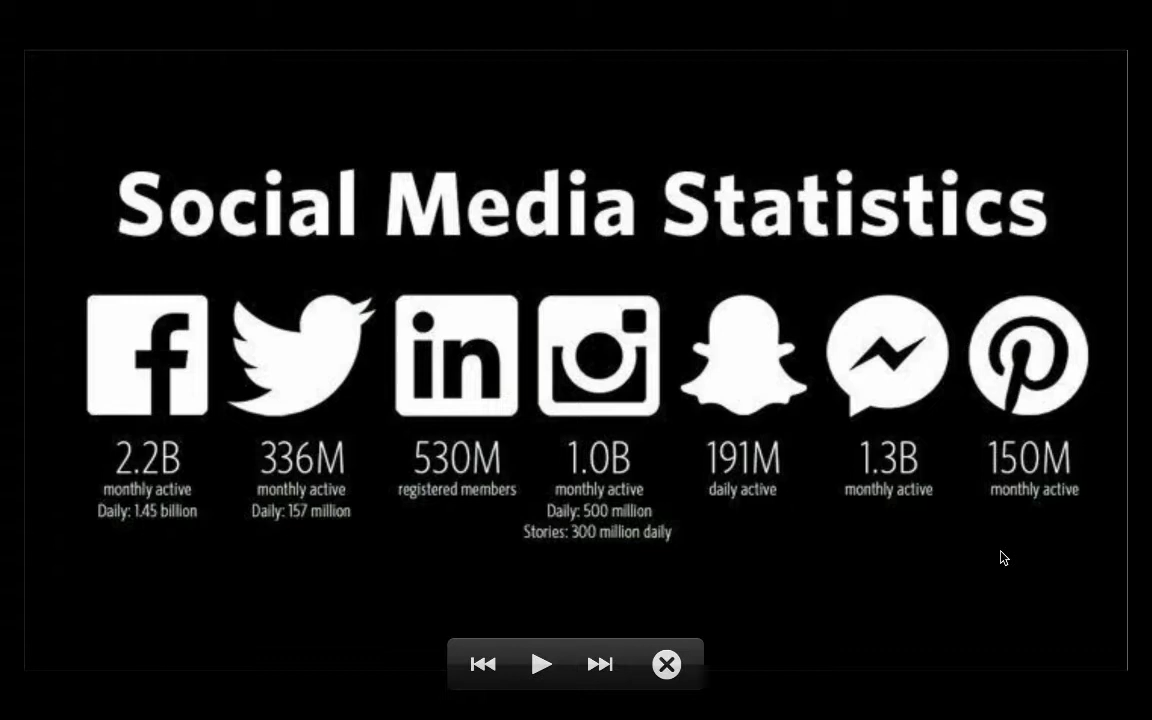 Social Media Statistics
f
in
2.2B
monthly active
Daily: 1.45 billion
336M
monthly active
Daily: 157 million
530M
registered members
1.0B
monthly active
Daily: 500 million
Stories: 300 million daily
191M
daily active
1.3B
monthly active
150M
monthly active